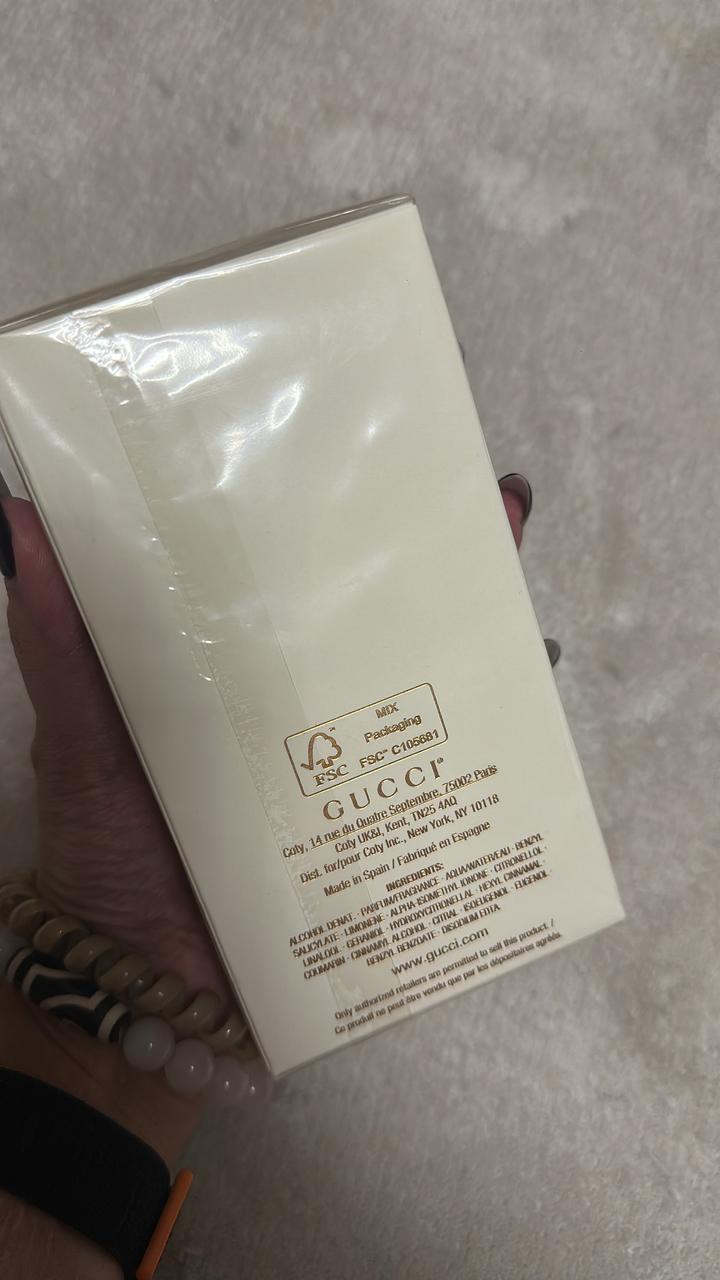 MIX
Packaging
FSC™ C105681
FSC
GUCCI®
Coty, 14 rue du Quatre Septembre, 75002 Paris
Coty UK&I, Kent, TN25 4AQ
Dist. for/pour Coty Inc., New York, NY 10118
Made in Spain / Fabriqué en Espagne
INGREDIENTS:
ALCOHOL DENAT. · PARFUM/FRAGRANCE · AQUA/WATER/EAU · BENZYL
SALICYLATE · LIMONENE · ALPHA-ISOMETHYL IONONE · CITRONELLOL ·
LINALOOL · GERANIOL · HYDROXYCITRONELLAL · HEXYL CINNAMAL ·
COUMARIN · CINNAMYL ALCOHOL · CITRAL · ISOEUGENOL · EUGENOL ·
BENZYL BENZOATE · DISODIUM EDTA.
www.gucci.com
Only authorized retailers are permitted to sell this product. /
Ce produit ne peut être vendu que par les dépositaires agréés.